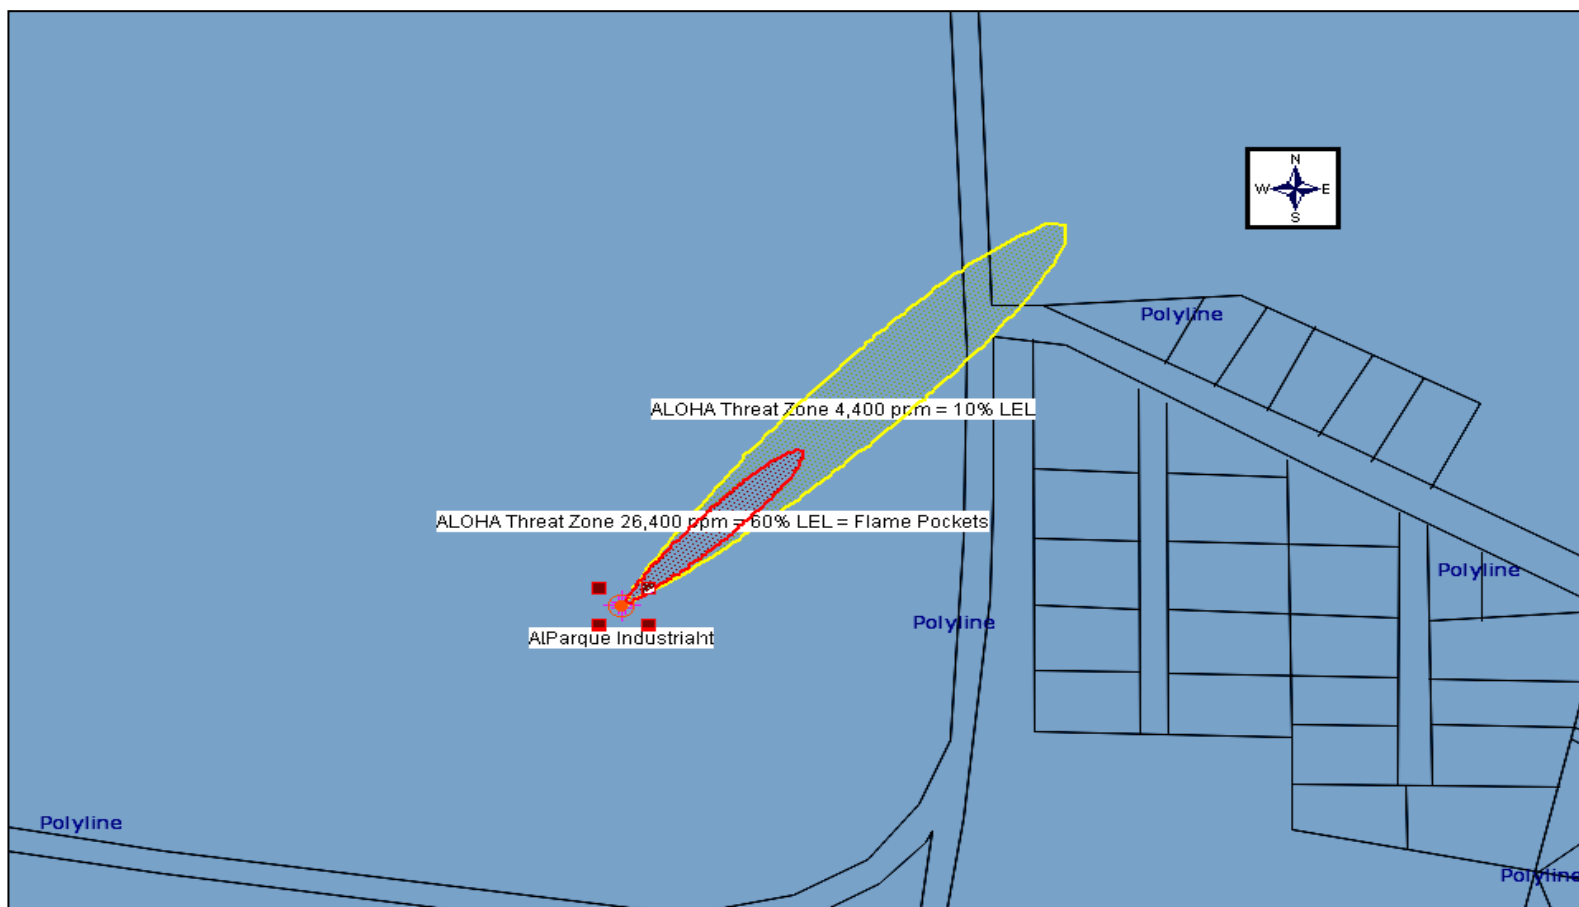 N
W E
S
Polyline
ALOHA Threat Zone 4,400 ppm = 10% LEL
ALOHA Threat Zone 26,400 ppm = 60% LEL = Flame Pockets
Polyline
Polyline
AlParque Industriaht
Polyline
Polyline